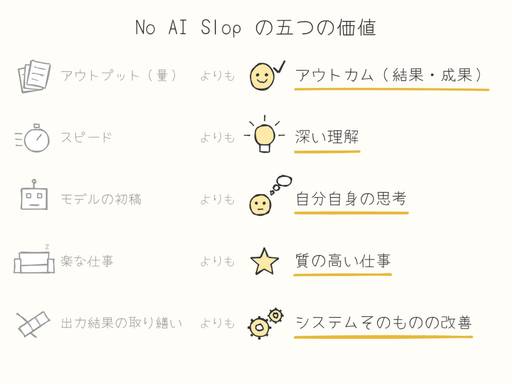 No AI Slop の五つの価値
アウトプット（量） よりも アウトカム（結果・成果）
スピード よりも 深い理解
モデルの初稿 よりも 自分自身の思考
z 楽な仕事 よりも 質の高い仕事
出力結果の取り繕い よりも システムそのものの改善